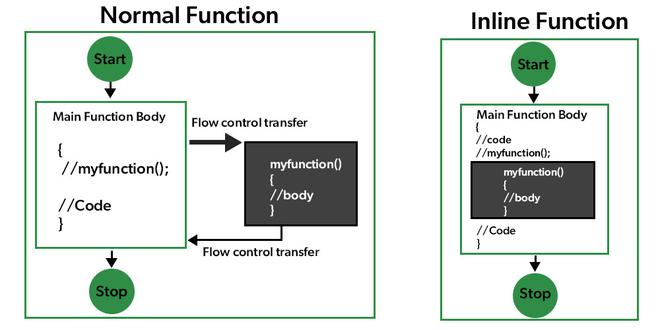 Normal Function
Start
Main Function Body
{
//myfunction();
//Code
}
Flow control transfer
myfunction()
{
//body
}
Flow control transfer
Stop
Inline Function
Start
Main Function Body
{
//code
//myfunction();
myfunction()
{
//body
}
//Code
}
Stop